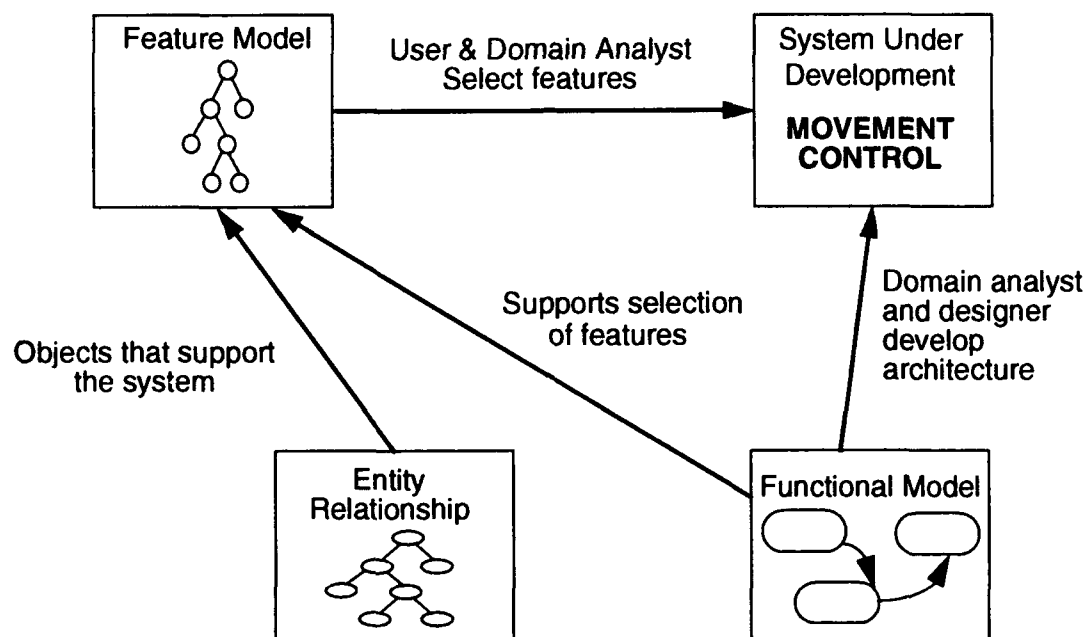 Feature Model
User & Domain Analyst
Select features
System Under
Development
MOVEMENT
CONTROL
Objects that support
the system
Supports selection
of features
Domain analyst
and designer
develop
architecture
Entity
Relationship
Functional Model